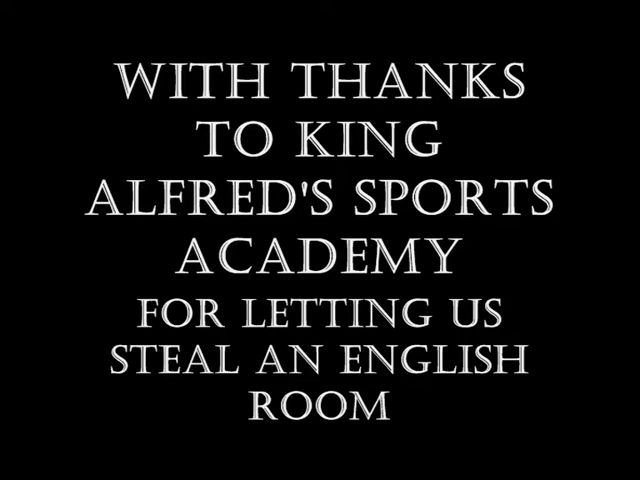 WITH THANKS
TO KING
ALFRED'S SPORTS
ACADEMY
FOR LETTING US
STEAL AN ENGLISH
ROOM